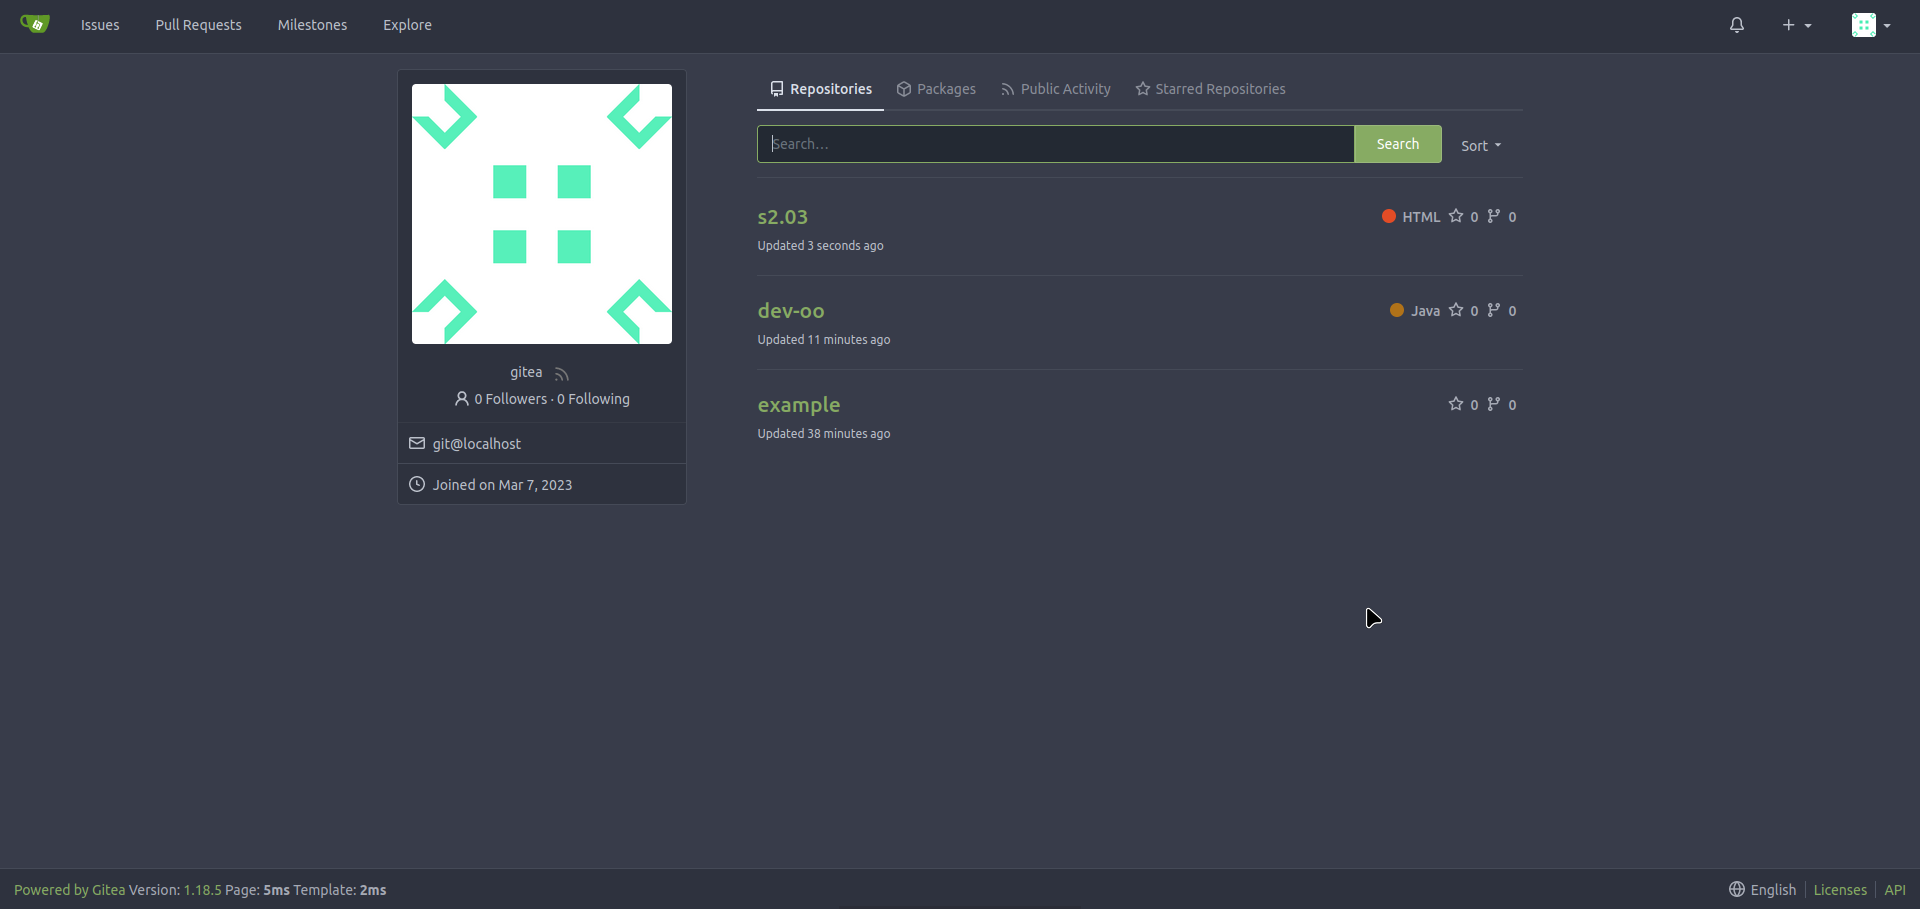 Issues Pull Requests Milestones Explore
Repositories Packages Public Activity Starred Repositories
Search... Search Sort
s2.03 HTML 0 0
Updated 3 seconds ago
dev-oo Java 0 0
Updated 11 minutes ago
example 0 0
Updated 38 minutes ago
gitea
0 Followers · 0 Following
git@localhost
Joined on Mar 7, 2023
Powered by Gitea Version: 1.18.5 Page: 5ms Template: 2ms
English Licenses API